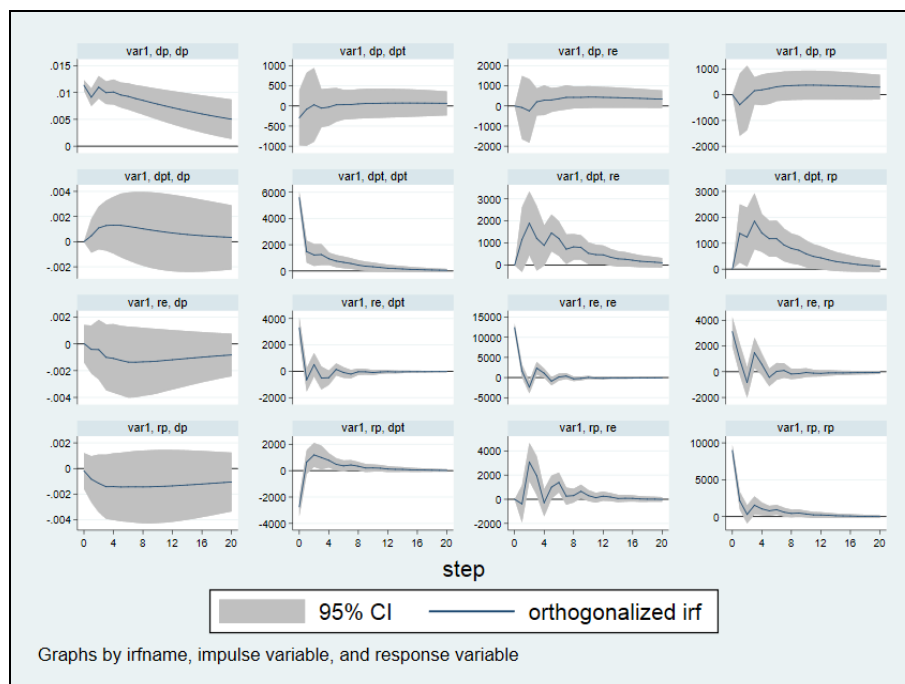 var1, dp, dp
var1, dp, dpt
var1, dp, re
var1, dp, rp
.015
.01
.005
0
1000
500
0
-500
-1000
2000
1000
0
-1000
-2000
1000
0
-1000
-2000
var1, dpt, dp
var1, dpt, dpt
var1, dpt, re
var1, dpt, rp
.004
.002
0
-.002
6000
4000
2000
0
3000
2000
1000
0
3000
2000
1000
0
var1, re, dp
var1, re, dpt
var1, re, re
var1, re, rp
.002
0
-.002
-.004
4000
2000
0
-2000
15000
10000
5000
0
-5000
4000
2000
0
-2000
var1, rp, dp
var1, rp, dpt
var1, rp, re
var1, rp, rp
.002
0
-.002
-.004
2000
0
-2000
-4000
4000
2000
0
-2000
10000
5000
0
0 4 8 12 16 20
0 4 8 12 16 20
0 4 8 12 16 20
0 4 8 12 16 20
step
95% CI
orthogonalized irf
Graphs by irfname, impulse variable, and response variable